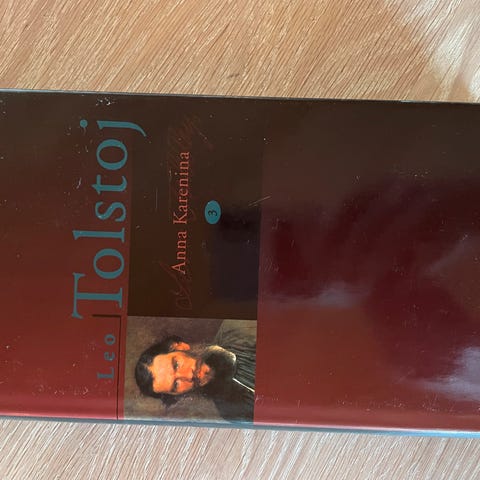 Leo
Tolstoj
Anna Karenina
3